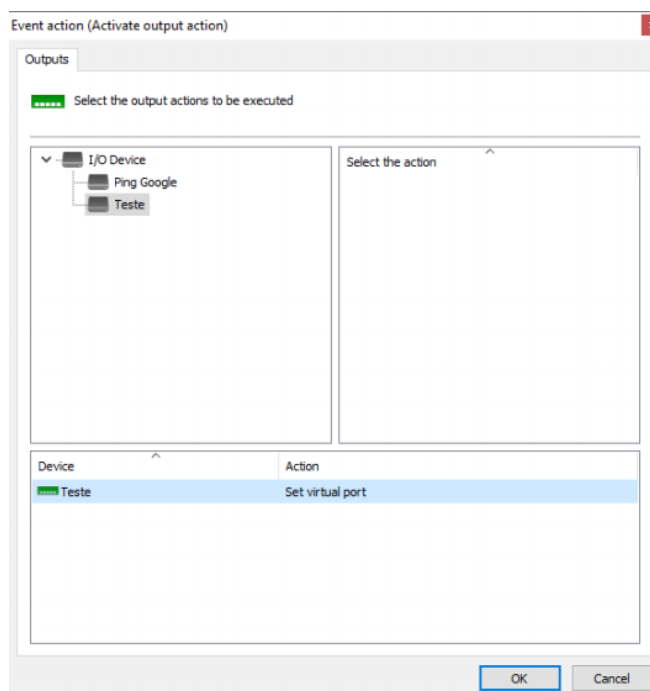 Event action (Activate output action)
Outputs
Select the output actions to be executed
I/O Device
Ping Google
Teste
Select the action
Device Action
Teste Set virtual port
OK Cancel